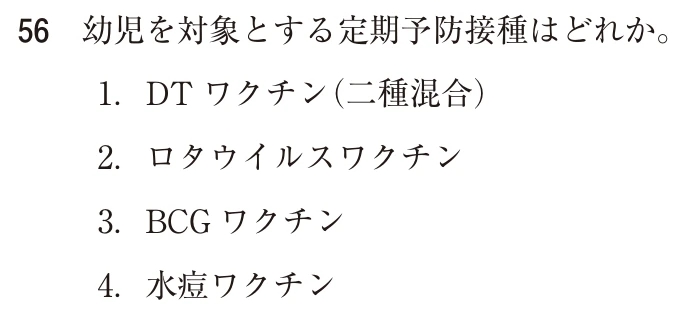 56 幼児を対象とする定期予防接種はどれか。
1. DT ワクチン(二種混合)
2. ロタウイルスワクチン
3. BCG ワクチン
4. 水痘ワクチン